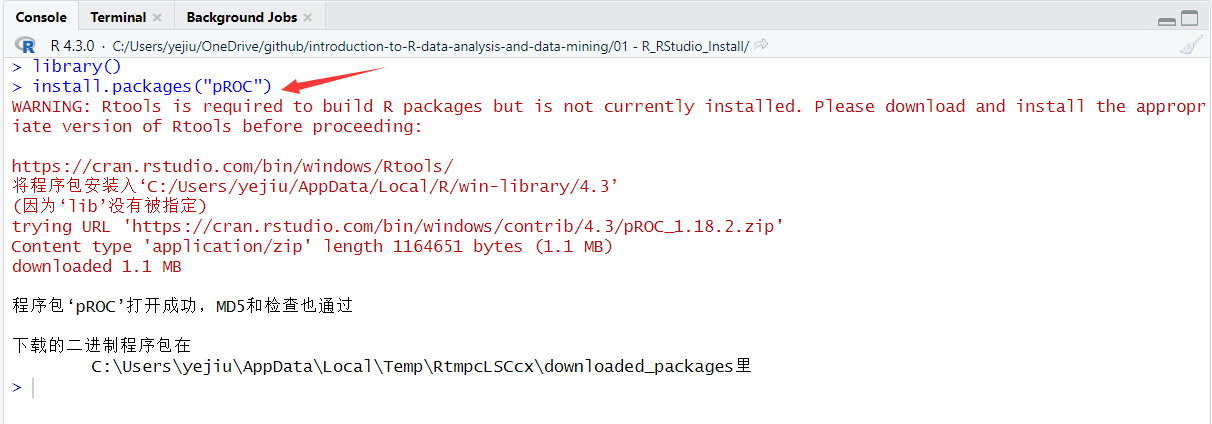 Console Terminal Background Jobs
R 4.3.0 · C:/Users/yejiu/OneDrive/github/introduction-to-R-data-analysis-and-data-mining/01 - R_RStudio_Install/
> library()
> install.packages("pROC")
WARNING: Rtools is required to build R packages but is not currently installed. Please download and install the appropr
iate version of Rtools before proceeding:
https://cran.rstudio.com/bin/windows/Rtools/
将程序包安装入‘C:/Users/yejiu/AppData/Local/R/win-library/4.3’
(因为‘lib’没有被指定)
trying URL 'https://cran.rstudio.com/bin/windows/contrib/4.3/pROC_1.18.2.zip'
Content type 'application/zip' length 1164651 bytes (1.1 MB)
downloaded 1.1 MB
程序包‘pROC’打开成功，MD5和检查也通过
下载的二进制程序包在
C:\Users\yejiu\AppData\Local\Temp\RtmpcLSCcx\downloaded_packages里
>